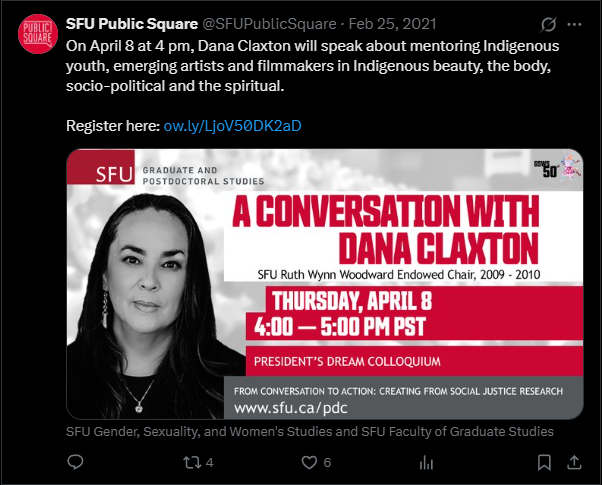 PUBLIC
SQUARE
SFU Public Square @SFUPublicSquare · Feb 25, 2021
On April 8 at 4 pm, Dana Claxton will speak about mentoring Indigenous
youth, emerging artists and filmmakers in Indigenous beauty, the body,
socio-political and the spiritual.
Register here: ow.ly/LjoV50DK2aD
SFU GRADUATE AND
POSTDOCTORAL STUDIES
GSWS
50
A CONVERSATION WITH
DANA CLAXTON
SFU Ruth Wynn Woodward Endowed Chair, 2009 - 2010
THURSDAY, APRIL 8
4:00 — 5:00 PM PST
PRESIDENT'S DREAM COLLOQUIUM
FROM CONVERSATION TO ACTION: CREATING FROM SOCIAL JUSTICE RESEARCH
www.sfu.ca/pdc
SFU Gender, Sexuality, and Women's Studies and SFU Faculty of Graduate Studies
4 6